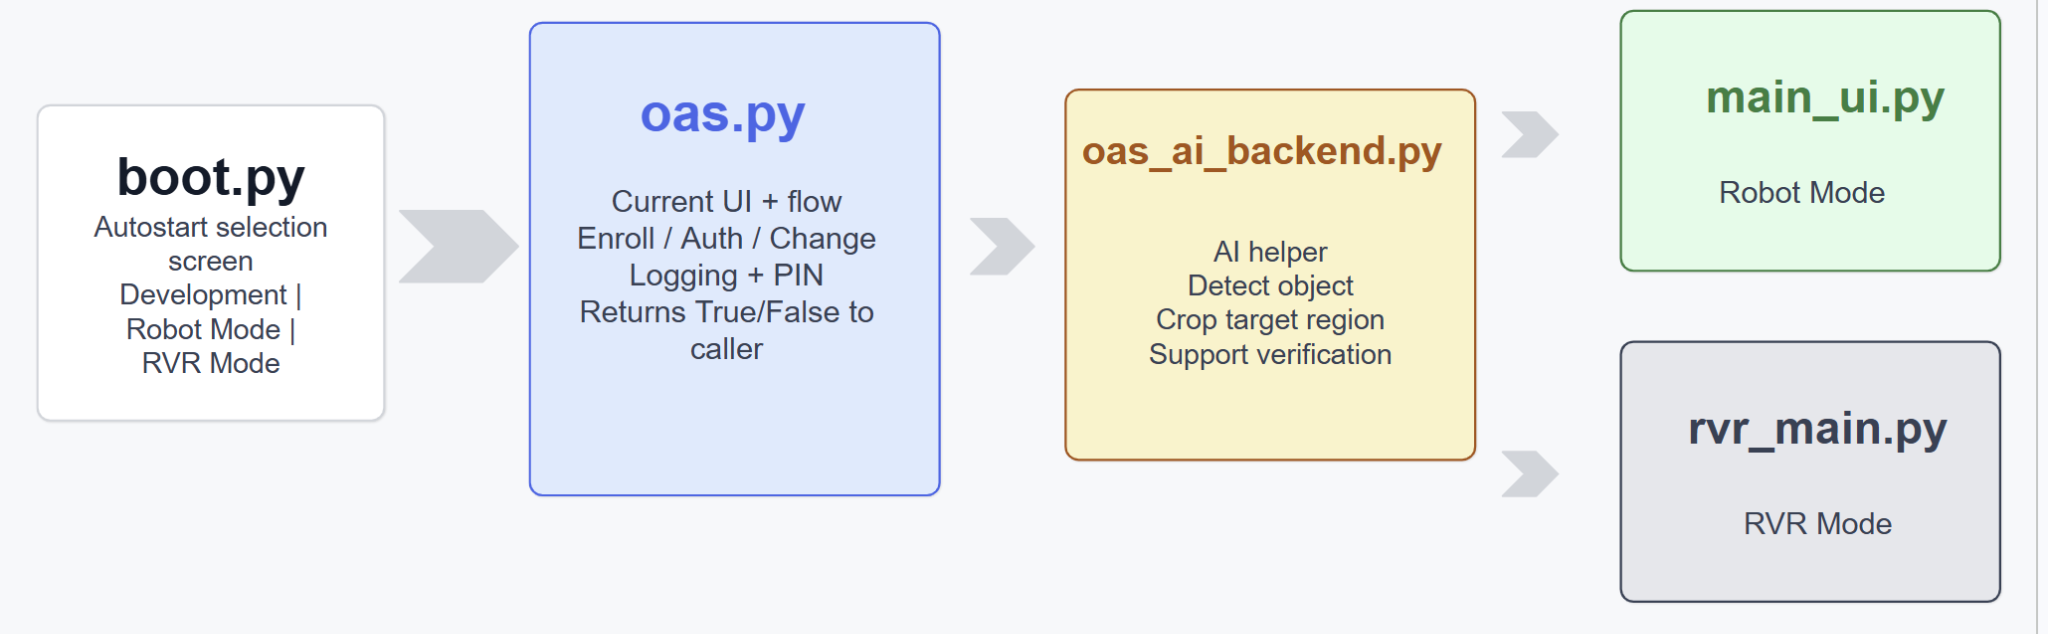 boot.py
Autostart selection
screen
Development |
Robot Mode |
RVR Mode
oas.py
Current UI + flow
Enroll / Auth / Change
Logging + PIN
Returns True/False to
caller
oas_ai_backend.py
AI helper
Detect object
Crop target region
Support verification
main_ui.py
Robot Mode
rvr_main.py
RVR Mode